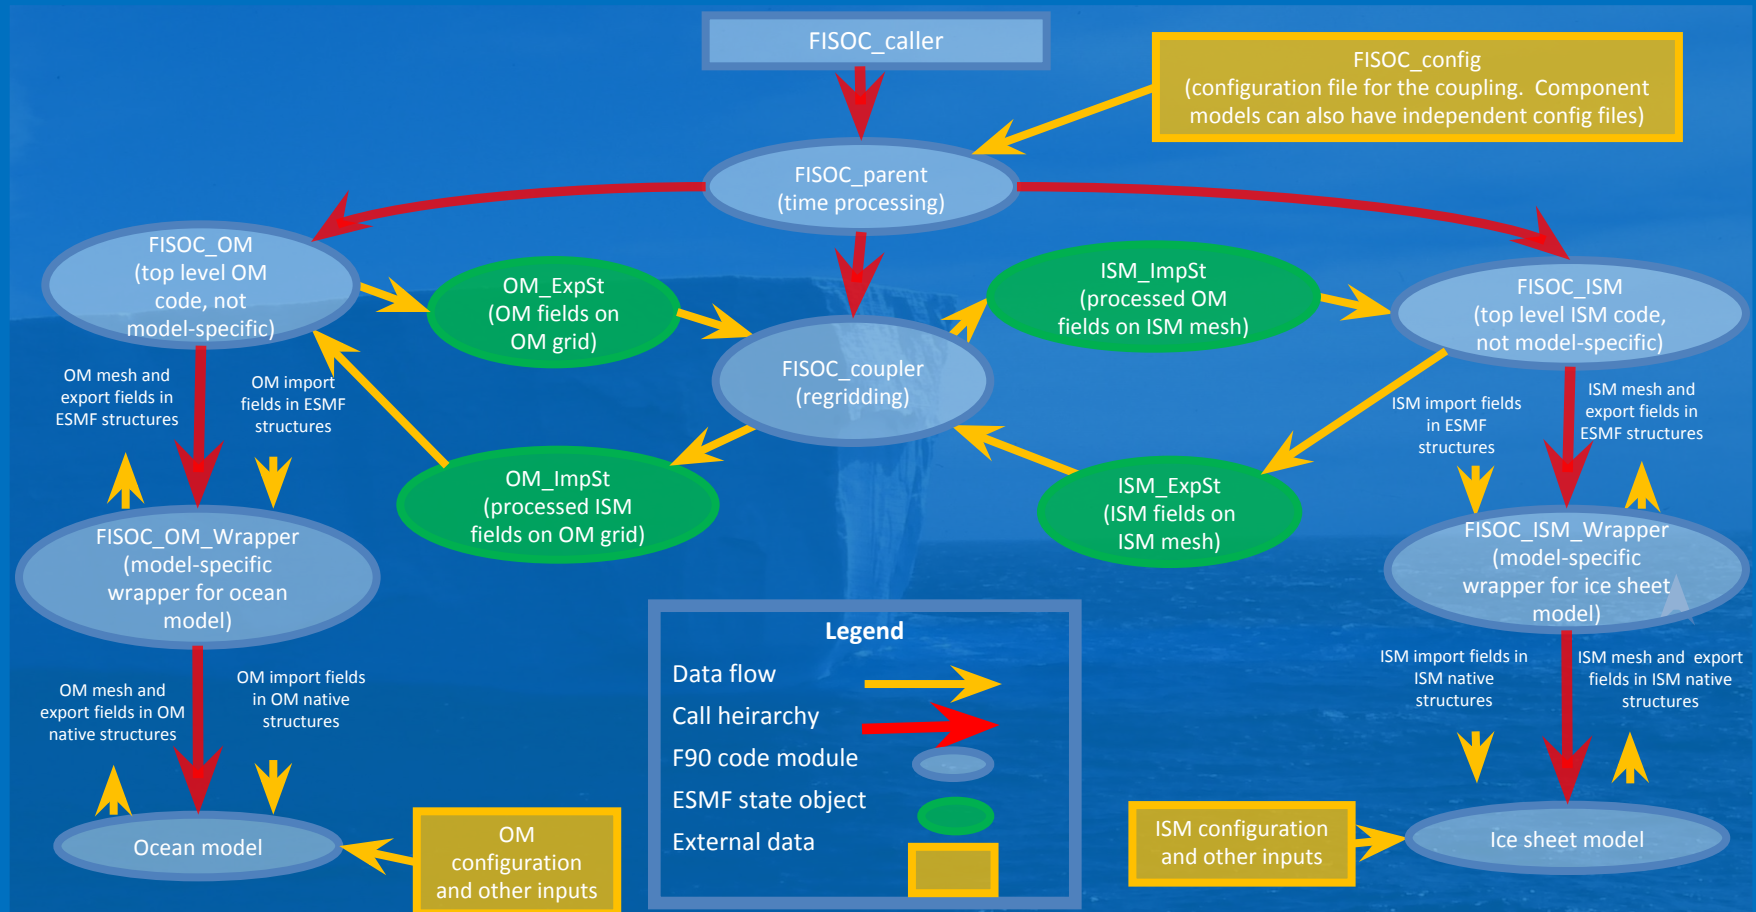 FISOC_caller
FISOC_config
(configuration file for the coupling.  Component
models can also have independent config files)
FISOC_parent
(time processing)
FISOC_OM
(top level OM
code, not
model-specific)
OM_ExpSt
(OM fields on
OM grid)
ISM_ImpSt
(processed OM
fields on ISM mesh)
FISOC_ISM
(top level ISM code,
not model-specific)
FISOC_coupler
(regridding)
OM mesh and
export fields in
ESMF structures
OM import
fields in ESMF
structures
ISM import fields
in ESMF
structures
ISM mesh and
export fields in
ESMF structures
OM_ImpSt
(processed ISM
fields on OM grid)
ISM_ExpSt
(ISM fields on
ISM mesh)
FISOC_OM_Wrapper
(model-specific
wrapper for ocean
model)
FISOC_ISM_Wrapper
(model-specific
wrapper for ice sheet
model)
OM mesh and
export fields in OM
native structures
OM import fields
in OM native
structures
ISM import fields in
ISM native
structures
ISM mesh and  export
fields in ISM native
structures
Legend
Data flow
Call heirarchy
F90 code module
ESMF state object
External data
Ocean model
OM
configuration
and other inputs
ISM configuration
and other inputs
Ice sheet model